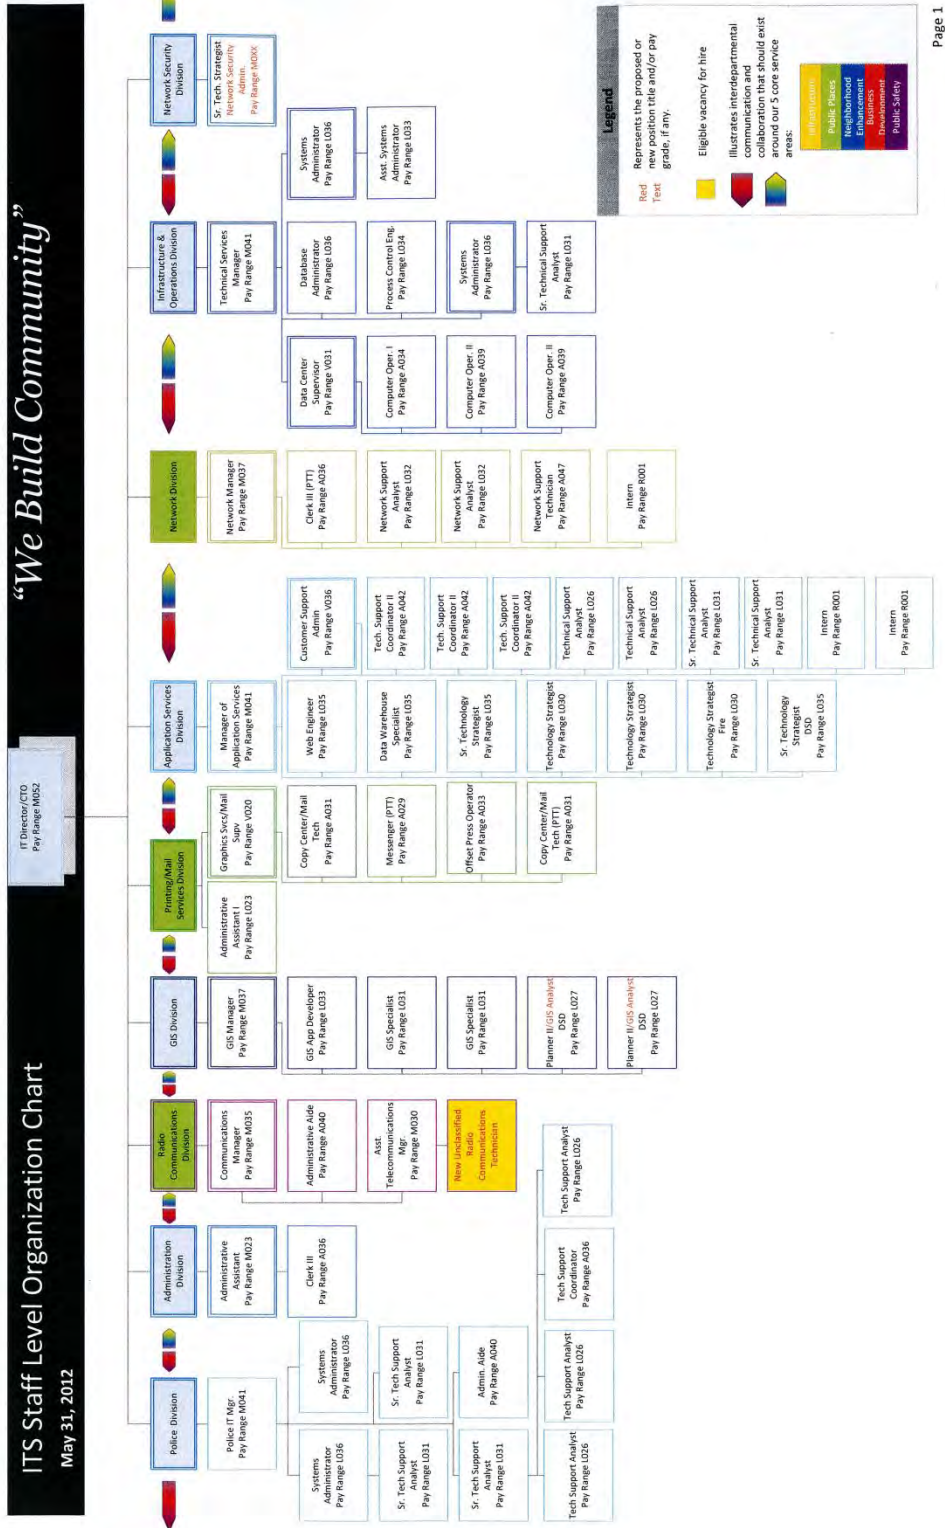 ITS Staff Level Organization Chart
May 31, 2012
"We Build Community"
IT Director/CTO
Pay Range M052
Police Division
Police IT Mgr.
Pay Range M041
Systems
Administrator
Pay Range L036
Systems
Administrator
Pay Range L036
Sr. Tech Support
Analyst
Pay Range L031
Sr. Tech Support
Analyst
Pay Range L031
Sr. Tech Support
Analyst
Pay Range L031
Admin. Aide
Pay Range A040
Tech Support Analyst
Pay Range L026
Tech Support Analyst
Pay Range L026
Tech Support
Coordinator
Pay Range A036
Tech Support Analyst
Pay Range L026
Administration
Division
Administrative
Assistant
Pay Range M023
Clerk III
Pay Range A036
Radio
Communications
Division
Communications
Manager
Pay Range M035
Administrative Aide
Pay Range A040
Asst.
Telecommunications
Mgr.
Pay Range M030
New Unclassified
Radio
Communications
Technician
GIS Division
GIS Manager
Pay Range M037
GIS App Developer
Pay Range L033
GIS Specialist
Pay Range L031
GIS Specialist
Pay Range L031
Planner II/GIS Analyst
DSD
Pay Range L027
Planner II/GIS Analyst
DSD
Pay Range L027
Printing/Mail
Services Division
Administrative
Assistant I
Pay Range L023
Graphics Svcs/Mail
Supv
Pay Range V020
Copy Center/Mail
Tech
Pay Range A031
Messenger (PTT)
Pay Range A029
Offset Press Operator
Pay Range A033
Copy Center/Mail
Tech (PTT)
Pay Range A031
Application Services
Division
Manager of
Application Services
Pay Range M041
Web Engineer
Pay Range L035
Data Warehouse
Specialist
Pay Range L035
Sr. Technology
Strategist
Pay Range L035
Technology Strategist
Pay Range L030
Technology Strategist
Pay Range L030
Technology Strategist
Fire
Pay Range L030
Sr. Technology
Strategist
DSD
Pay Range L035
Customer Support
Admin
Pay Range V036
Tech. Support
Coordinator II
Pay Range A042
Tech. Support
Coordinator II
Pay Range A042
Tech. Support
Coordinator II
Pay Range A042
Technical Support
Analyst
Pay Range L026
Technical Support
Analyst
Pay Range L026
Sr. Technical Support
Analyst
Pay Range L031
Sr. Technical Support
Analyst
Pay Range L031
Intern
Pay Range R001
Intern
Pay Range R001
Network Division
Network Manager
Pay Range M037
Clerk III (PTT)
Pay Range A036
Network Support
Analyst
Pay Range L032
Network Support
Analyst
Pay Range L032
Network Support
Technician
Pay Range A047
Intern
Pay Range R001
Infrastructure &
Operations Division
Technical Services
Manager
Pay Range M041
Data Center
Supervisor
Pay Range V031
Computer Oper. I
Pay Range A034
Computer Oper. II
Pay Range A039
Computer Oper. II
Pay Range A039
Database
Administrator
Pay Range L036
Process Control Eng.
Pay Range L034
Systems
Administrator
Pay Range L036
Sr. Technical Support
Analyst
Pay Range L031
Systems
Administrator
Pay Range L036
Asst. Systems
Administrator
Pay Range L033
Network Security
Division
Sr. Tech. Strategist
Network Security
Admin.
Pay Range M0XX
Legend
Red
Text
Represents the proposed or
new position title and/or pay
grade, if any.
Eligible vacancy for hire
Illustrates interdepartmental
communication and
collaboration that should exist
around our 5 core service
areas:
Infrastructure
Public Places
Neighborhood
Enhancement
Business
Development
Public Safety
Page 1